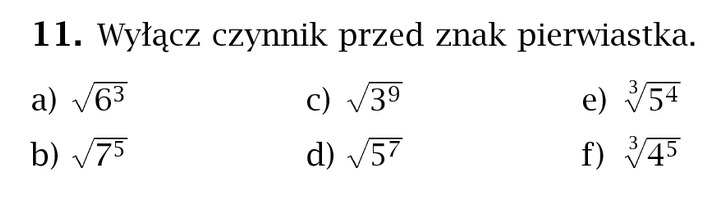 11. Wyłącz czynnik przed znak pierwiastka.
a) √6³ c) √3⁹ e) ∛5⁴
b) √7⁵ d) √5⁷ f) ∛4⁵